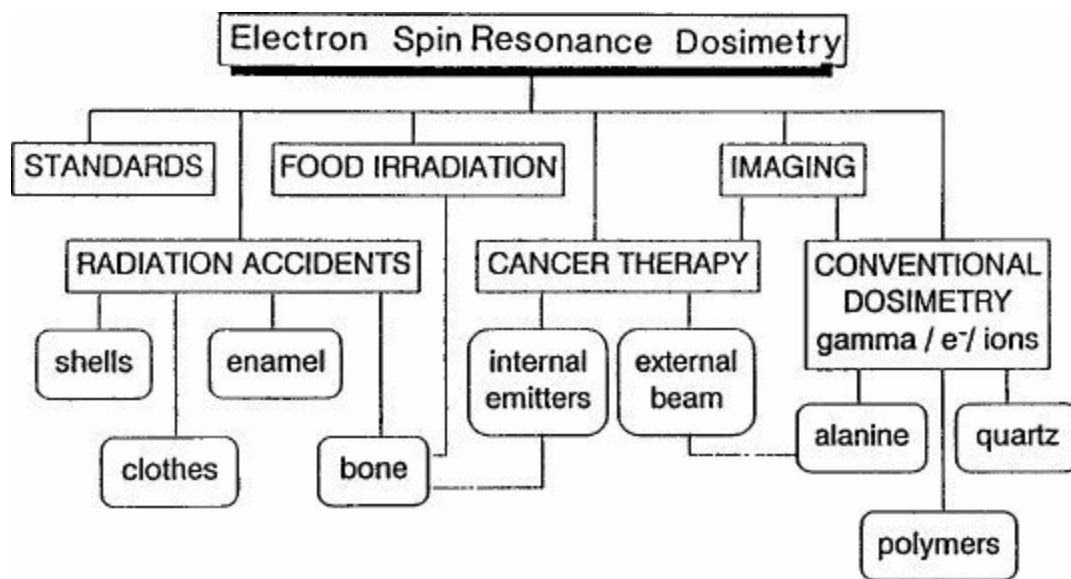 Electron Spin Resonance Dosimetry
STANDARDS
FOOD IRRADIATION
IMAGING
RADIATION ACCIDENTS
CANCER THERAPY
CONVENTIONAL
DOSIMETRY
gamma / e⁻/ ions
shells
enamel
internal
emitters
external
beam
alanine
quartz
clothes
bone
polymers